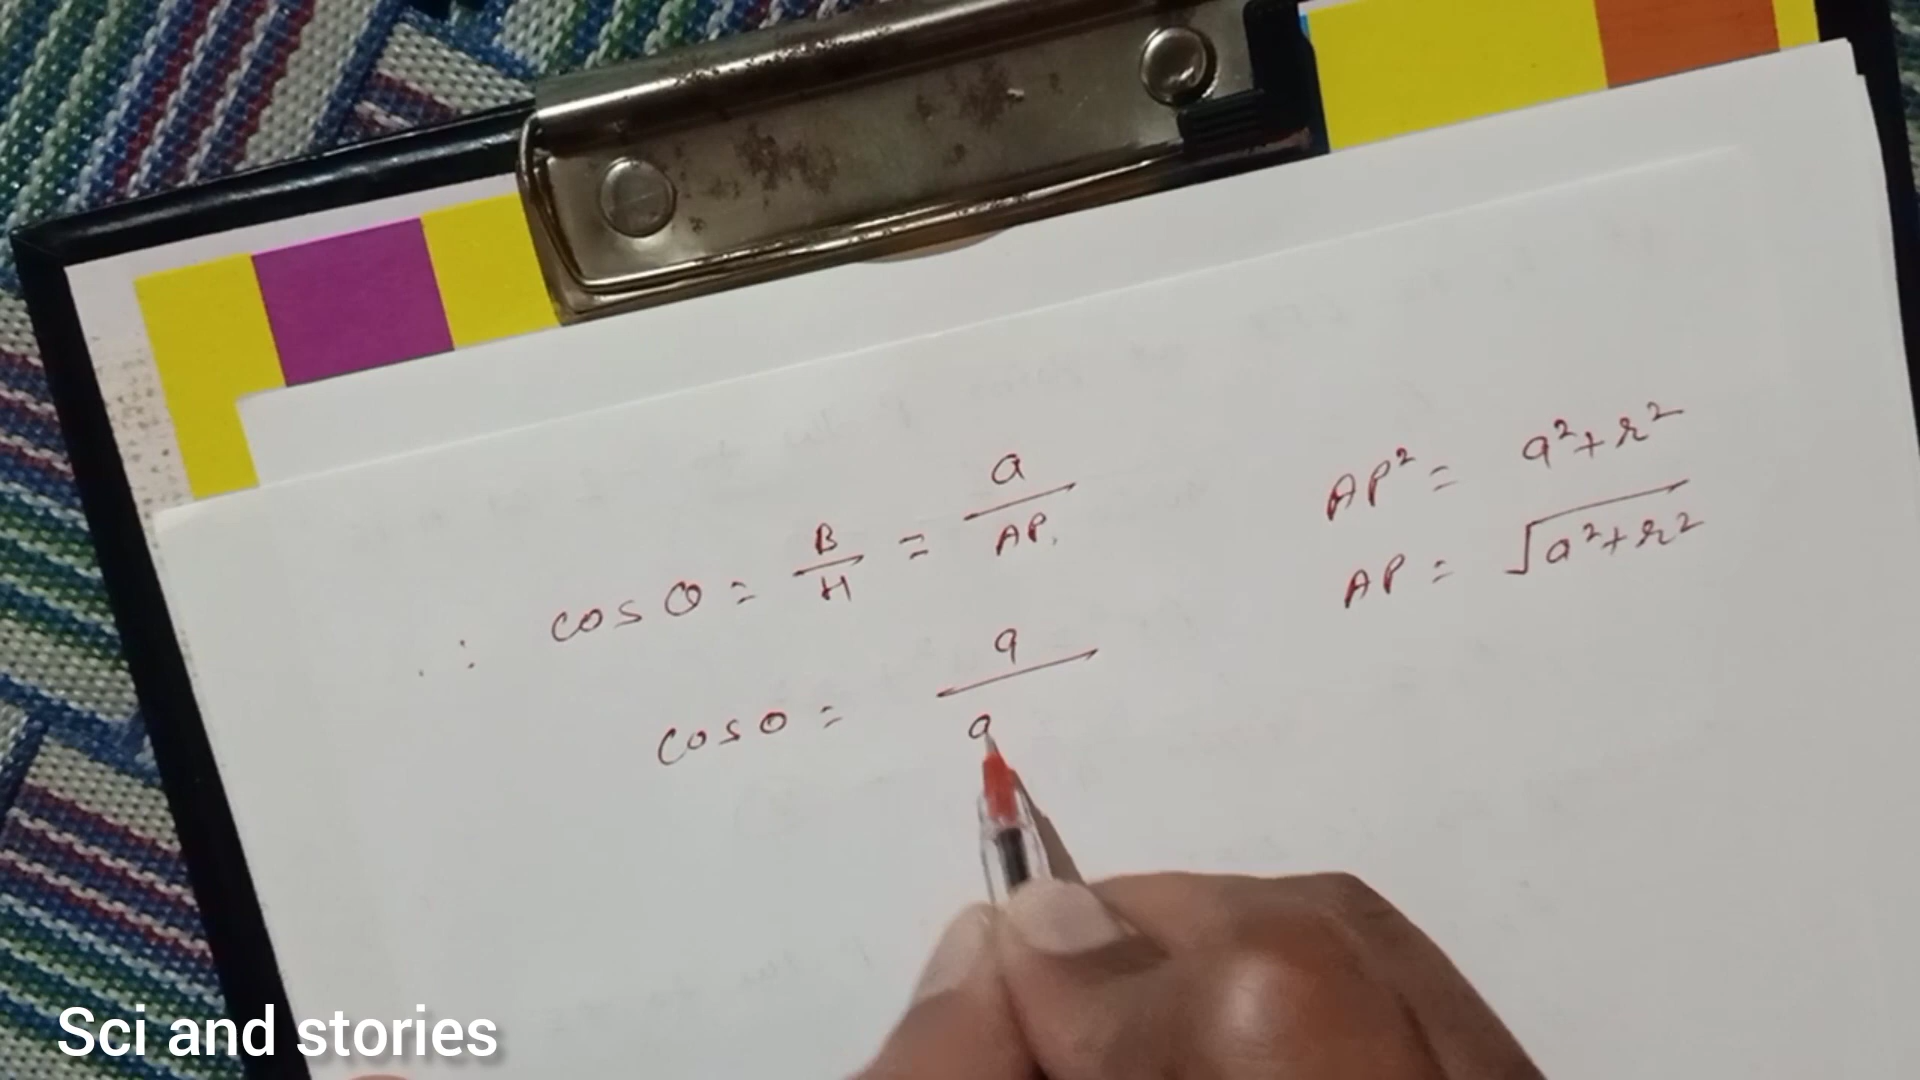 ∴ cos θ = B/H = a/AP.
AP² = a²+r²
AP = √a²+r²
cos θ = a/a
Sci and stories